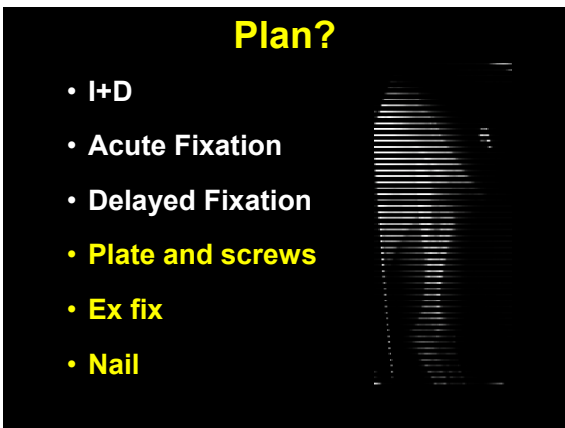 Plan?
• I+D
• Acute Fixation
• Delayed Fixation
• Plate and screws
• Ex fix
• Nail